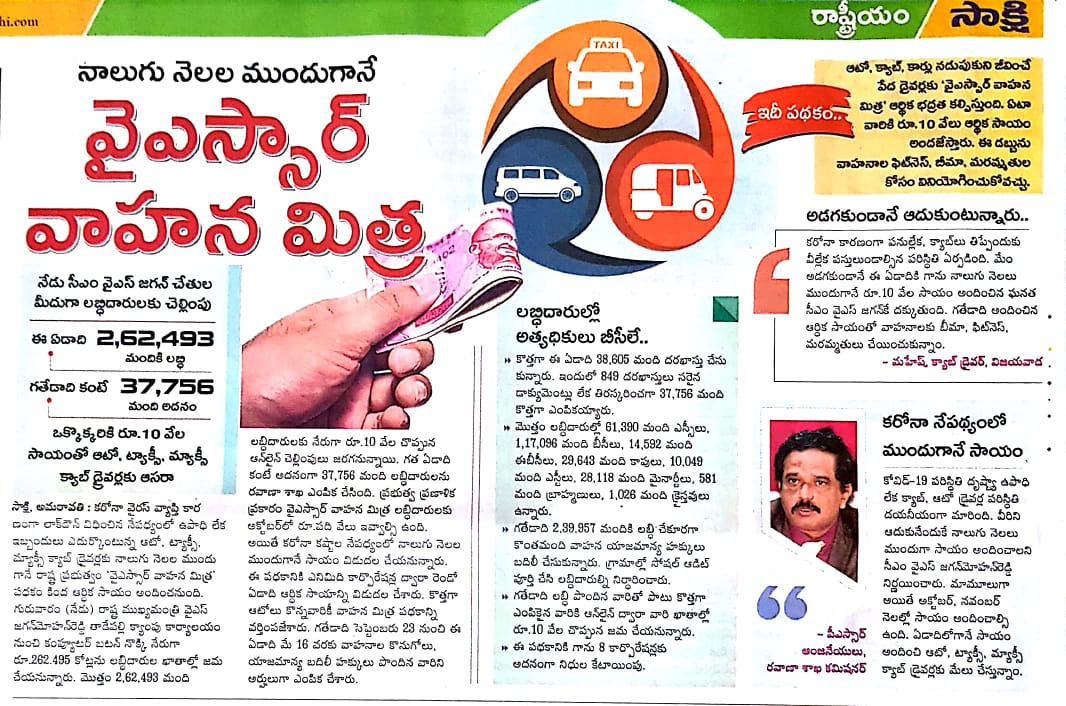 hi.com
రాష్ట్రీయం
సాక్షి
నాలుగు నెలల ముందుగానే
వైఎస్సార్
వాహన మిత్ర
నేడు సీఎం వైఎస్ జగన్ చేతుల
మీదుగా లబ్ధిదారులకు చెల్లింపు
ఈ ఏడాది 2,62,493
మందికి లబ్ధి
గతేడాది కంటే 37,756
మంది అదనం
ఒక్కొక్కరికి రూ.10 వేల
సాయంతో ఆటో, ట్యాక్సీ, మ్యాక్సీ
క్యాబ్ డ్రైవర్లకు ఆసరా
సాక్షి, అమరావతి : కరోనా వైరస్ వ్యాప్తి కార
ణంగా లాక్‌డౌన్ విధించిన నేపథ్యంలో ఉపాధి లేక
ఇబ్బందులు ఎదుర్కొంటున్న ఆటో, ట్యాక్సీ,
మ్యాక్సీ క్యాబ్ డ్రైవర్లకు నాలుగు నెలల ముందు
గానే రాష్ట్ర ప్రభుత్వం ‘వైఎస్సార్ వాహన మిత్ర’
పథకం కింద ఆర్థిక సాయం అందించనుంది.
గురువారం (నేడు) రాష్ట్ర ముఖ్యమంత్రి వైఎస్
జగన్‌మోహన్‌రెడ్డి తాడేపల్లి క్యాంపు కార్యాలయం
నుంచి కంప్యూటర్ బటన్ నొక్కి నేరుగా
రూ.262.495 కోట్లను లబ్ధిదారుల ఖాతాల్లో జమ
చేయనున్నారు. మొత్తం 2,62,493 మంది
లబ్ధిదారులకు నేరుగా రూ.10 వేల చొప్పున
ఆన్‌లైన్ చెల్లింపులు జరగనున్నాయి. గత ఏడాది
కంటే అదనంగా 37,756 మంది లబ్ధిదారులను
రవాణా శాఖ ఎంపిక చేసింది. ప్రభుత్వ ప్రణాళిక
ప్రకారం వైఎస్సార్ వాహన మిత్ర లబ్ధిదారులకు
అక్టోబర్‌లో రూ.పది వేలు ఇవ్వాల్సి ఉంది.
అయితే కరోనా కష్టాల నేపథ్యంలో నాలుగు నెలల
ముందుగానే సాయం విడుదల చేయనున్నారు.
ఈ పథకానికి ఎనిమిది కార్పొరేషన్ల ద్వారా రెండో
ఏడాది ఆర్థిక సాయాన్ని విడుదల చేశారు. కొత్తగా
ఆటోలు కొన్నవారికీ వాహన మిత్ర పథకాన్ని
వర్తింపజేశారు. గతేడాది సెప్టెంబరు 23 నుంచి ఈ
ఏడాది మే 16 వరకు వాహనాల కొనుగోలు,
యాజమాన్య బదిలీ హక్కులు పొందిన వారిని
అర్హులుగా ఎంపిక చేశారు.
TAXI
లబ్ధిదారుల్లో
అత్యధికులు బీసీలే..
» కొత్తగా ఈ ఏడాది 38,605 మంది దరఖాస్తు చేసు
కున్నారు. ఇందులో 849 దరఖాస్తులు సరైన
డాక్యుమెంట్లు లేక తిరస్కరించగా 37,756 మంది
కొత్తగా ఎంపికయ్యారు.
» మొత్తం లబ్ధిదారుల్లో 61,390 మంది ఎస్సీలు,
1,17,096 మంది బీసీలు, 14,592 మంది
ఈబీసీలు, 29,643 మంది కాపులు, 10,049
మంది ఎస్టీలు, 28,118 మంది మైనార్టీలు, 581
మంది బ్రాహ్మణులు, 1,026 మంది క్రైస్తవులు
ఉన్నారు.
» గతేడాది 2,39,957 మందికి లబ్ధి చేకూరగా
కొంతమంది వాహన యాజమాన్య హక్కులు
బదిలీ చేసుకున్నారు. గ్రామాల్లో సోషల్ ఆడిట్
పూర్తి చేసి లబ్ధిదారుల్ని నిర్ధారించారు.
» గతేడాది లబ్ధి పొందిన వారితో పాటు కొత్తగా
ఎంపికైన వారికి ఆన్‌లైన్ ద్వారా వారి ఖాతాల్లో
రూ.10 వేల చొప్పున జమ చేయనున్నారు.
» ఈ పథకానికి గాను 8 కార్పొరేషన్లకు
అదనంగా నిధుల కేటాయింపు.
ఇదీ పథకం..
ఆటో, క్యాబ్, కార్లు నడుపుకుని జీవించే
పేద డ్రైవర్లకు ‘వైఎస్సార్ వాహన
మిత్ర’ ఆర్థిక భద్రత కల్పిస్తుంది. ఏటా
వారికి రూ.10 వేలు ఆర్థిక సాయం
అందజేస్తారు. ఈ డబ్బును
వాహనాల ఫిట్‌నెస్, బీమా, మరమ్మతుల
కోసం వినియోగించుకోవచ్చు.
అడగకుండానే ఆదుకుంటున్నారు..
కరోనా కారణంగా పనుల్లేక, క్యాబ్‌లు తిప్పేందుకు
వీల్లేక పస్తులుండాల్సిన పరిస్థితి ఏర్పడింది. మేం
అడగకుండానే ఈ ఏడాదికి గాను నాలుగు నెలలు
ముందుగానే రూ.10 వేల సాయం అందించిన ఘనత
సీఎం వైఎస్ జగన్‌కే దక్కుతుంది. గతేడాది అందించిన
ఆర్థిక సాయంతో వాహనాలకు బీమా, ఫిట్‌నెస్,
మరమ్మతులు చేయించుకున్నాం.
– మహేష్, క్యాబ్ డ్రైవర్, విజయవాడ
కరోనా నేపథ్యంలో
ముందుగానే సాయం
కోవిడ్–19 పరిస్థితి దృష్ట్యా ఉపాధి
లేక క్యాబ్, ఆటో డ్రైవర్ల పరిస్థితి
దయనీయంగా మారింది. వీరిని
ఆదుకునేందుకే నాలుగు నెలలు
ముందుగా సాయం అందించాలని
సీఎం వైఎస్ జగన్‌మోహన్‌రెడ్డి
నిర్ణయించారు. మామూలుగా
అయితే అక్టోబర్, నవంబర్
నెలల్లో సాయం అందించాల్సి
ఉంది. ఏడాదిలోగానే సాయం
అందించి ఆటో, ట్యాక్సీ, మ్యాక్సీ
క్యాబ్ డ్రైవర్లకు మేలు చేస్తున్నాం.
– పీఎస్సార్
ఆంజనేయులు,
రవాణా శాఖ కమిషనర్